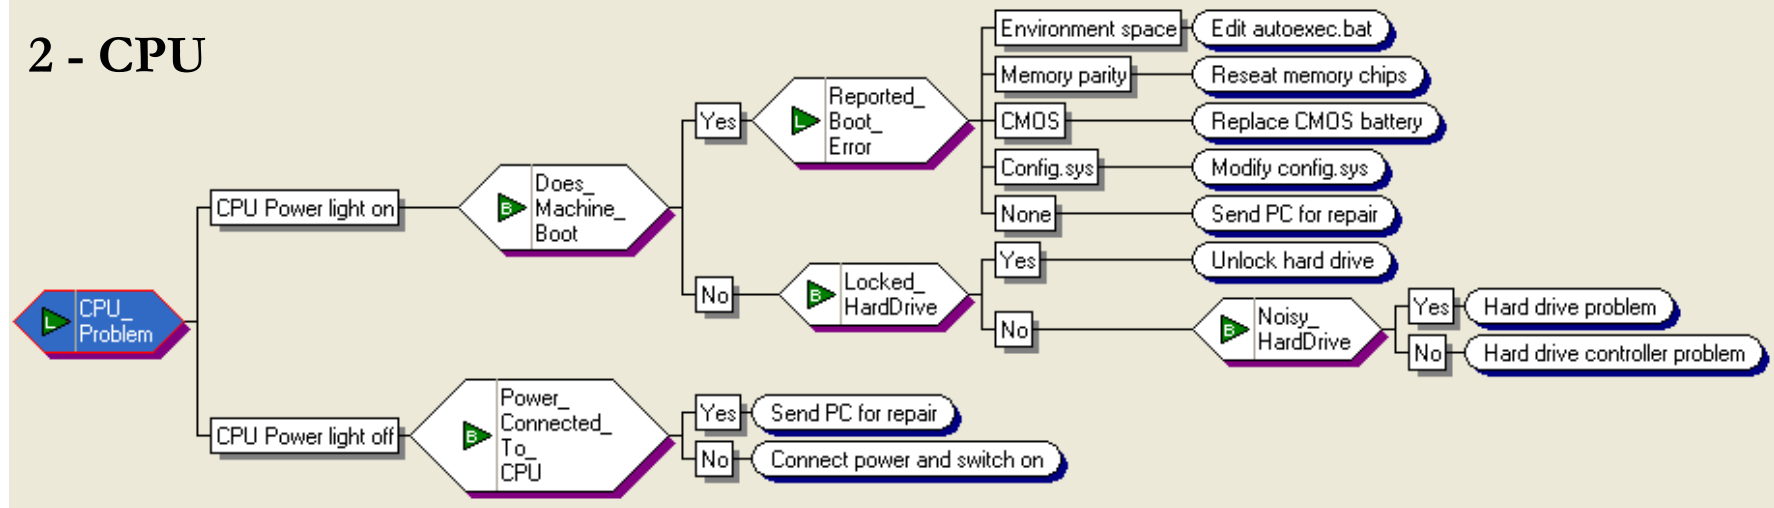 2 - CPU
CPU_
Problem
L
CPU Power light on
B
Does_
Machine_
Boot
Yes
L
Reported_
Boot_
Error
Environment space
Edit autoexec.bat
Memory parity
Reseat memory chips
CMOS
Replace CMOS battery
Config.sys
Modify config.sys
None
Send PC for repair
No
B
Locked_
HardDrive
Yes
Unlock hard drive
No
B
Noisy_
HardDrive
Yes
Hard drive problem
No
Hard drive controller problem
CPU Power light off
B
Power_
Connected_
To_
CPU
Yes
Send PC for repair
No
Connect power and switch on